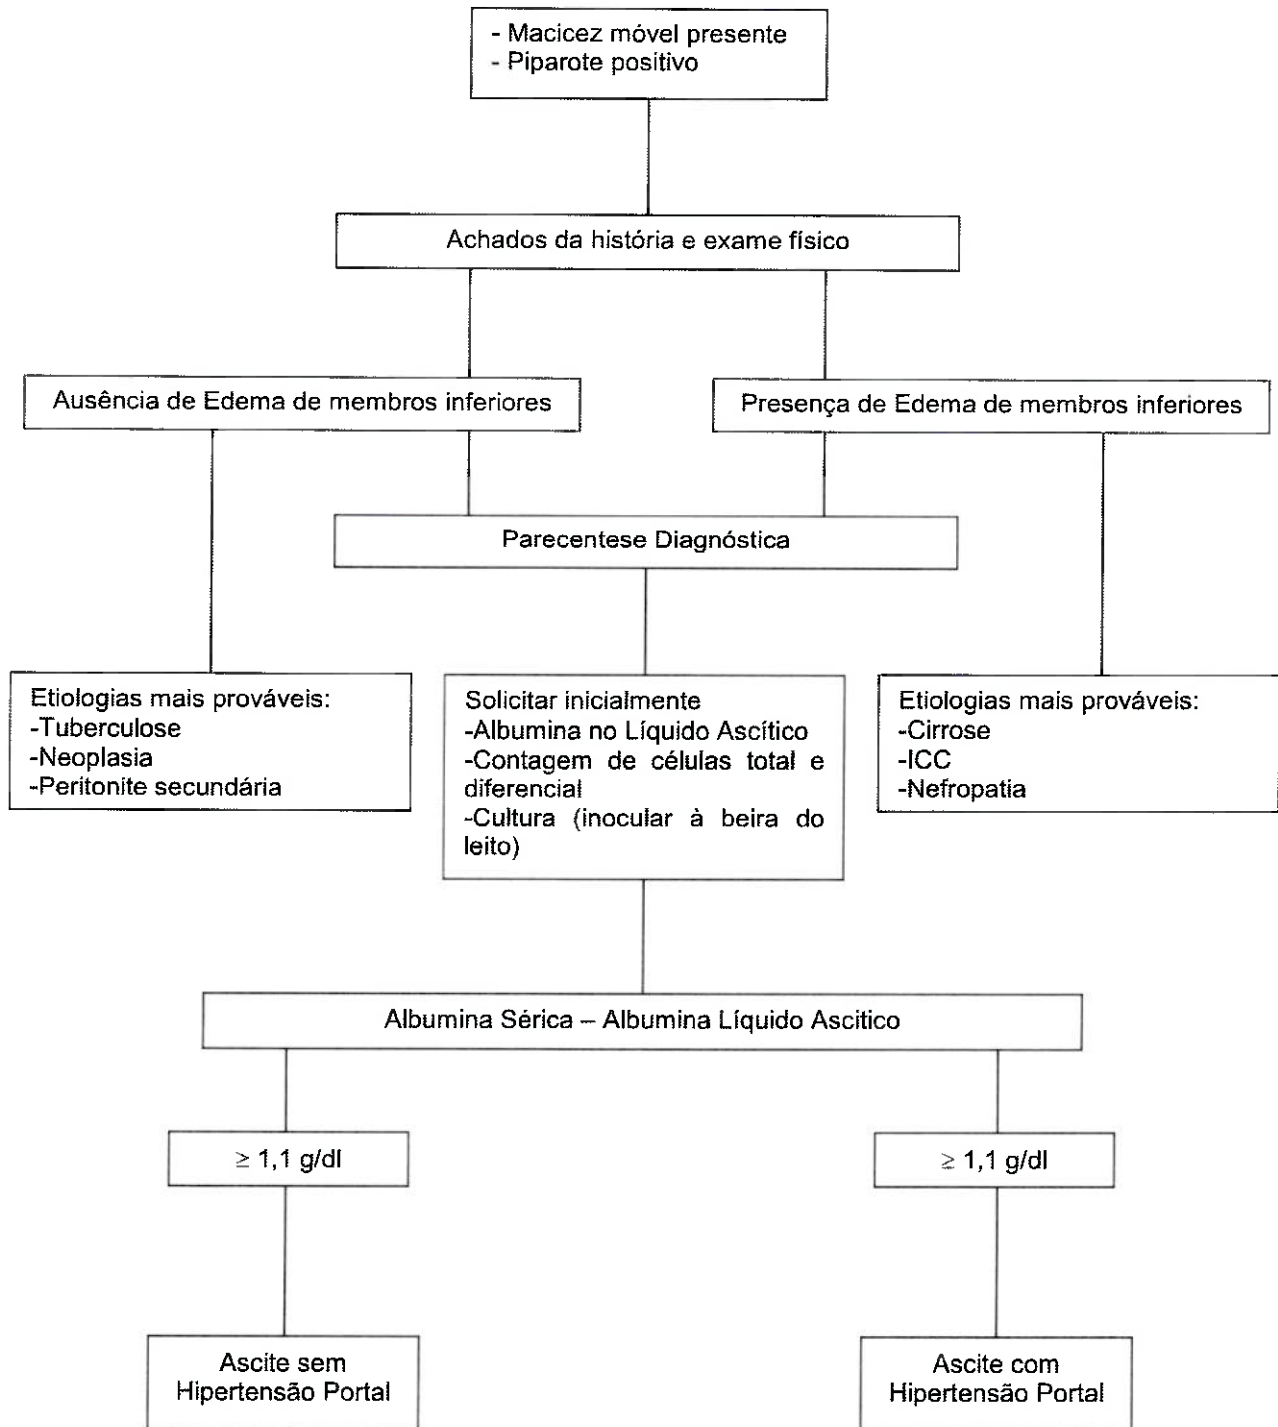 - Macicez móvel presente
- Piparote positivo
Achados da história e exame físico
Ausência de Edema de membros inferiores
Presença de Edema de membros inferiores
Parecentese Diagnóstica
Etiologias mais prováveis:
-Tuberculose
-Neoplasia
-Peritonite secundária
Solicitar inicialmente
-Albumina no Líquido Ascítico
-Contagem de células total e
diferencial
-Cultura (inocular à beira do
leito)
Etiologias mais prováveis:
-Cirrose
-ICC
-Nefropatia
Albumina Sérica – Albumina Líquido Ascitico
≥ 1,1 g/dl
≥ 1,1 g/dl
Ascite sem
Hipertensão Portal
Ascite com
Hipertensão Portal